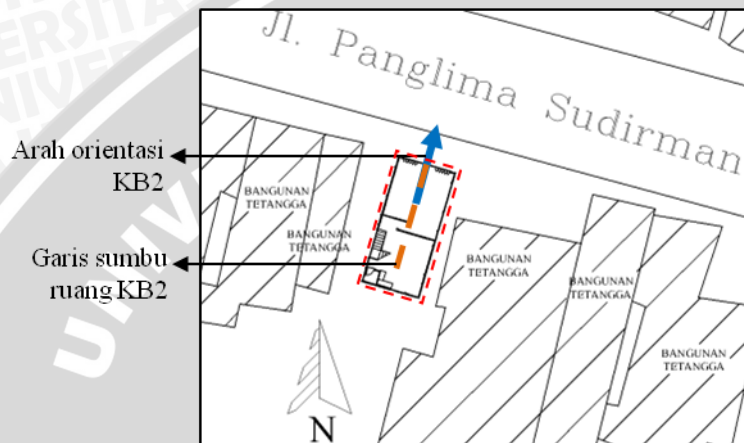 Jl. Panglima Sudirman
Arah orientasi
KB2
BANGUNAN
TETANGGA
BANGUNAN
TETANGGA
Garis sumbu
ruang KB2
BANGUNAN
TETANGGA
BANGUNAN
TETANGGA
BANGUNAN
TETANGGA
N